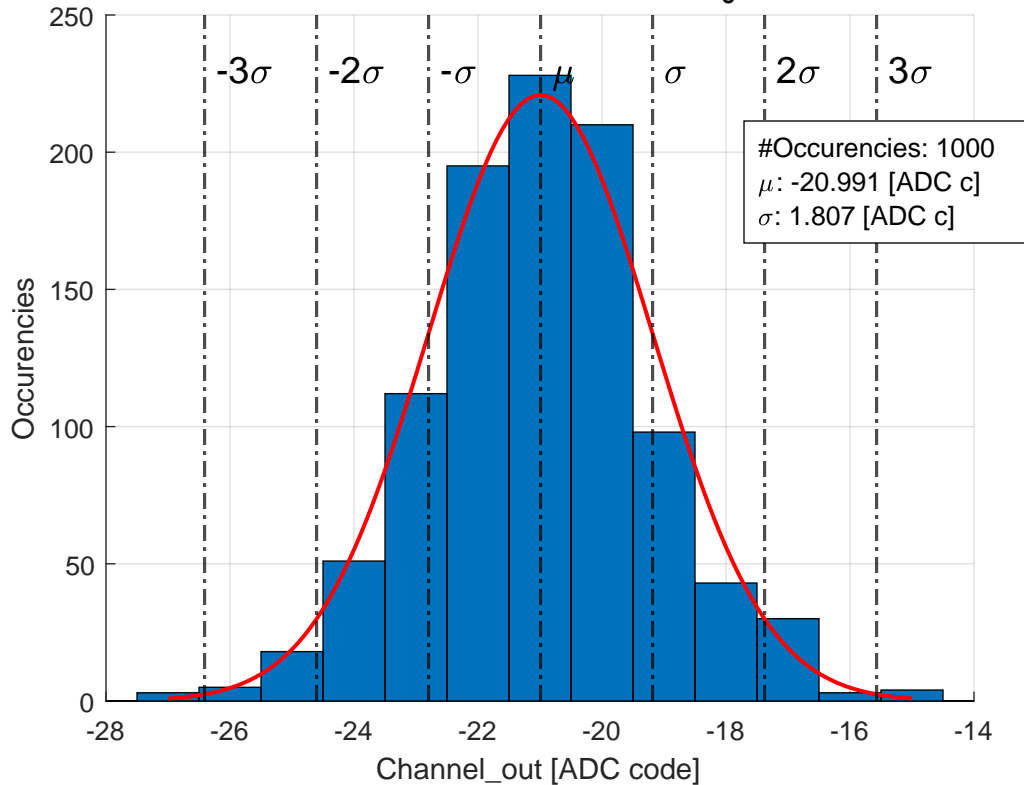 250
200
150
100
50
0
-3σ
-2σ
-σ
μ
σ
2σ
3σ
#Occurencies: 1000
μ: -20.991 [ADC c]
σ: 1.807 [ADC c]
Occurencies
-28
-26
-24
-22
-20
-18
-16
-14
Channel_out [ADC code]